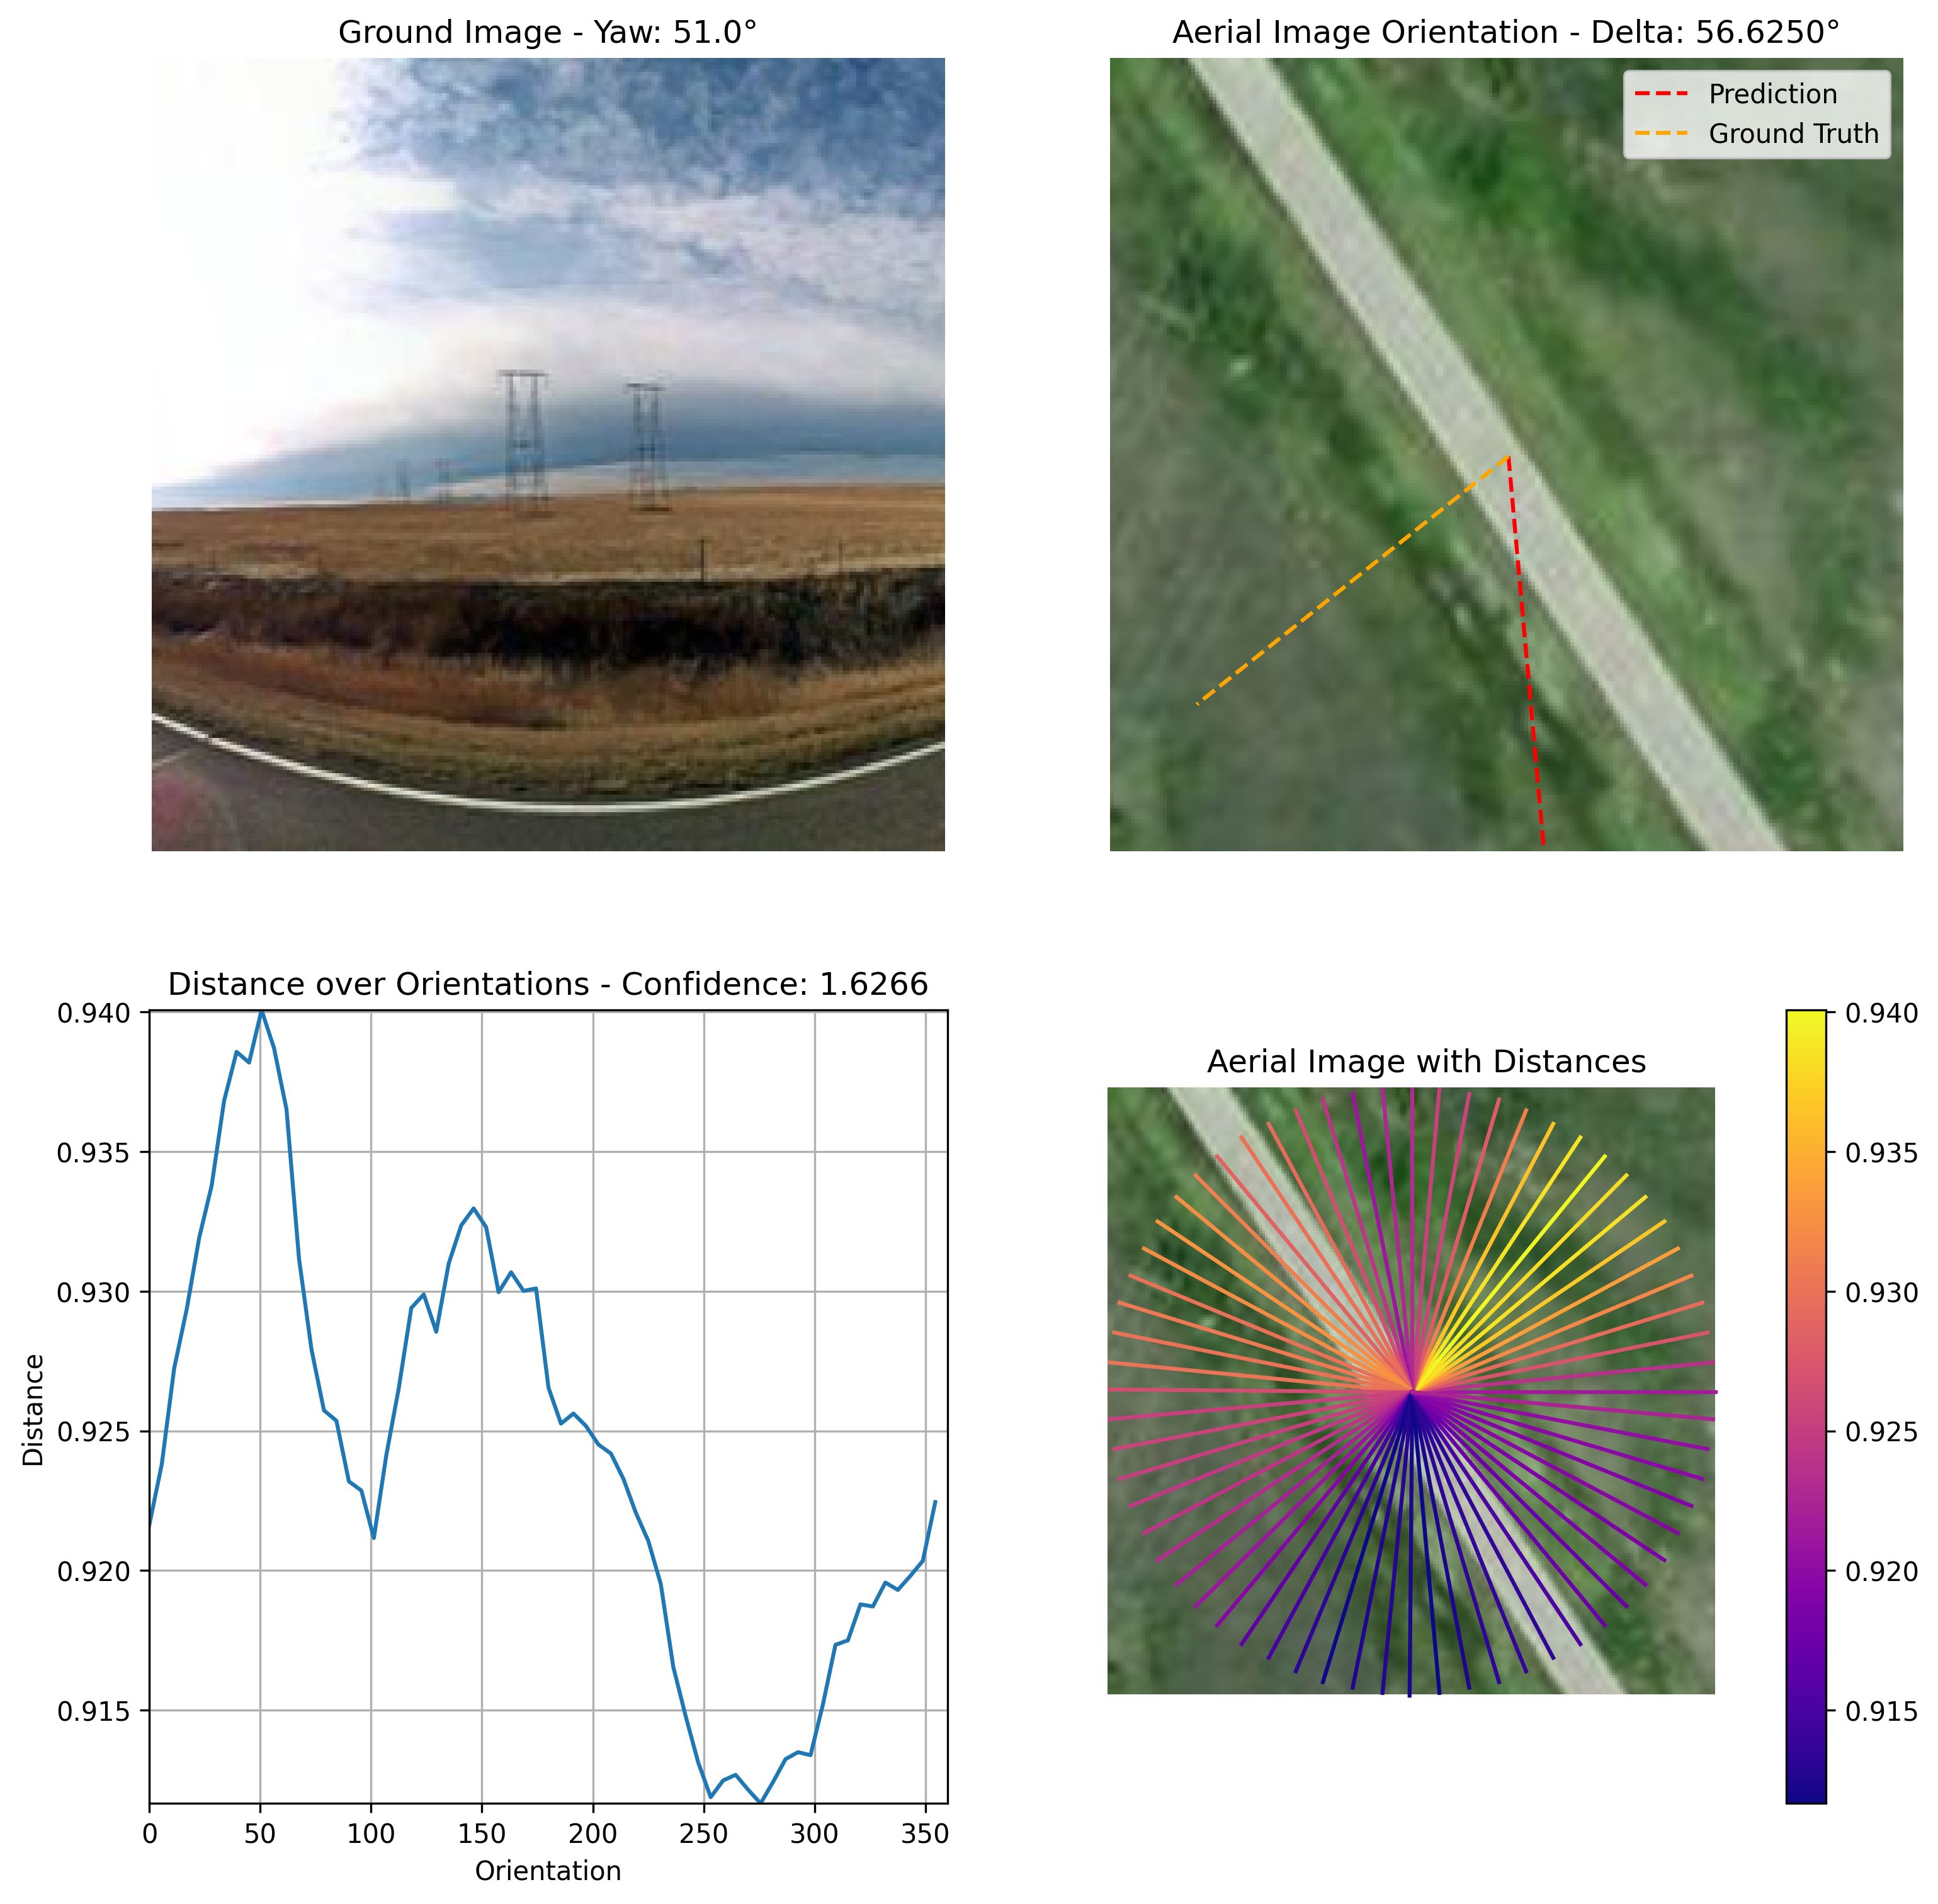 Ground Image - Yaw: 51.0°
Aerial Image Orientation - Delta: 56.6250°
Prediction
Ground Truth
Distance over Orientations - Confidence: 1.6266
0.940
0.935
0.930
0.925
0.920
0.915
Distance
0
50
100
150
200
250
300
350
Orientation
Aerial Image with Distances
0.940
0.935
0.930
0.925
0.920
0.915